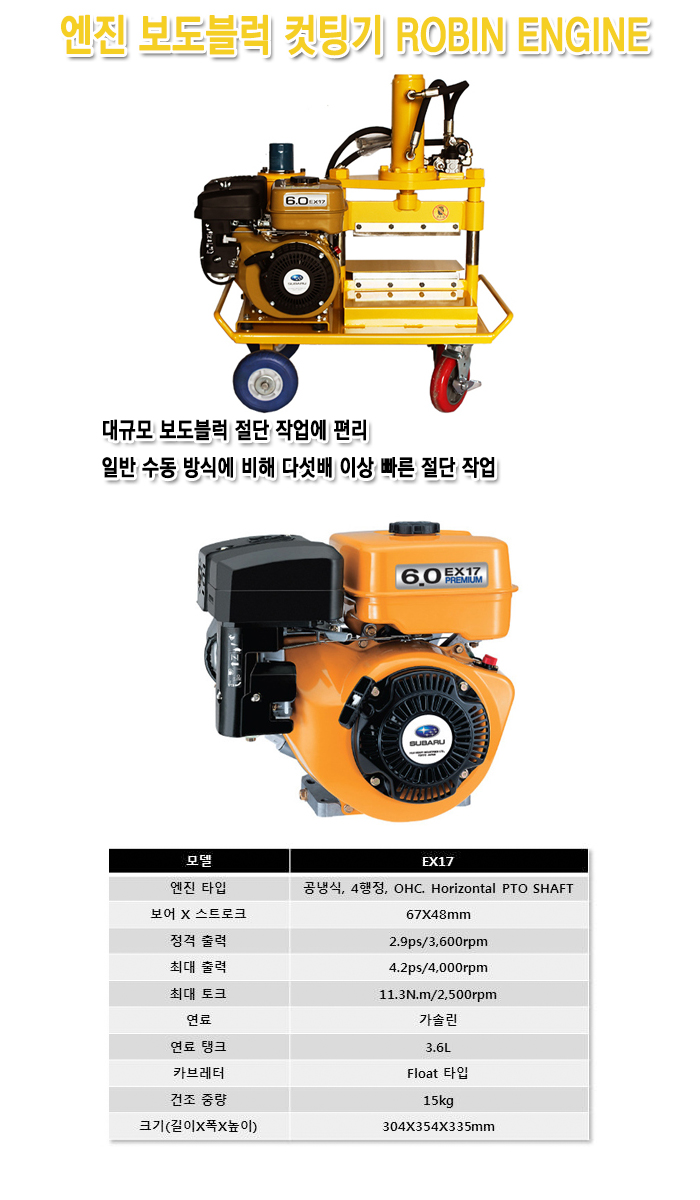 엔진 보도블럭 컷팅기 ROBIN ENGINE
6.0 EX17
SUBARU
대규모 보도블럭 절단 작업에 편리
일반 수동 방식에 비해 다섯배 이상 빠른 절단 작업
6.0 EX17
PREMIUM
SUBARU
모델 EX17
엔진 타입 공냉식, 4행정, OHC. Horizontal PTO SHAFT
보어 X 스트로크 67X48mm
정격 출력 2.9ps/3,600rpm
최대 출력 4.2ps/4,000rpm
최대 토크 11.3N.m/2,500rpm
연료 가솔린
연료 탱크 3.6L
카브레터 Float 타입
건조 중량 15kg
크기(길이X폭X높이) 304X354X335mm